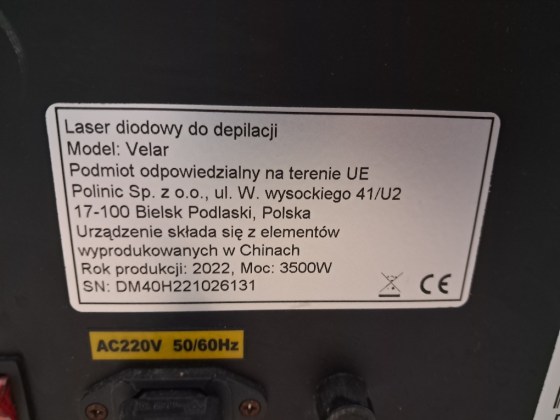 Laser diodowy do depilacji
Model: Velar
Podmiot odpowiedzialny na terenie UE
Polinic Sp. z o.o., ul. W. wysockiego 41/U2
17-100 Bielsk Podlaski, Polska
Urządzenie składa się z elementów
wyprodukowanych w Chinach
Rok produkcji: 2022, Moc: 3500W
SN: DM40H221026131
CE
AC220V 50/60Hz